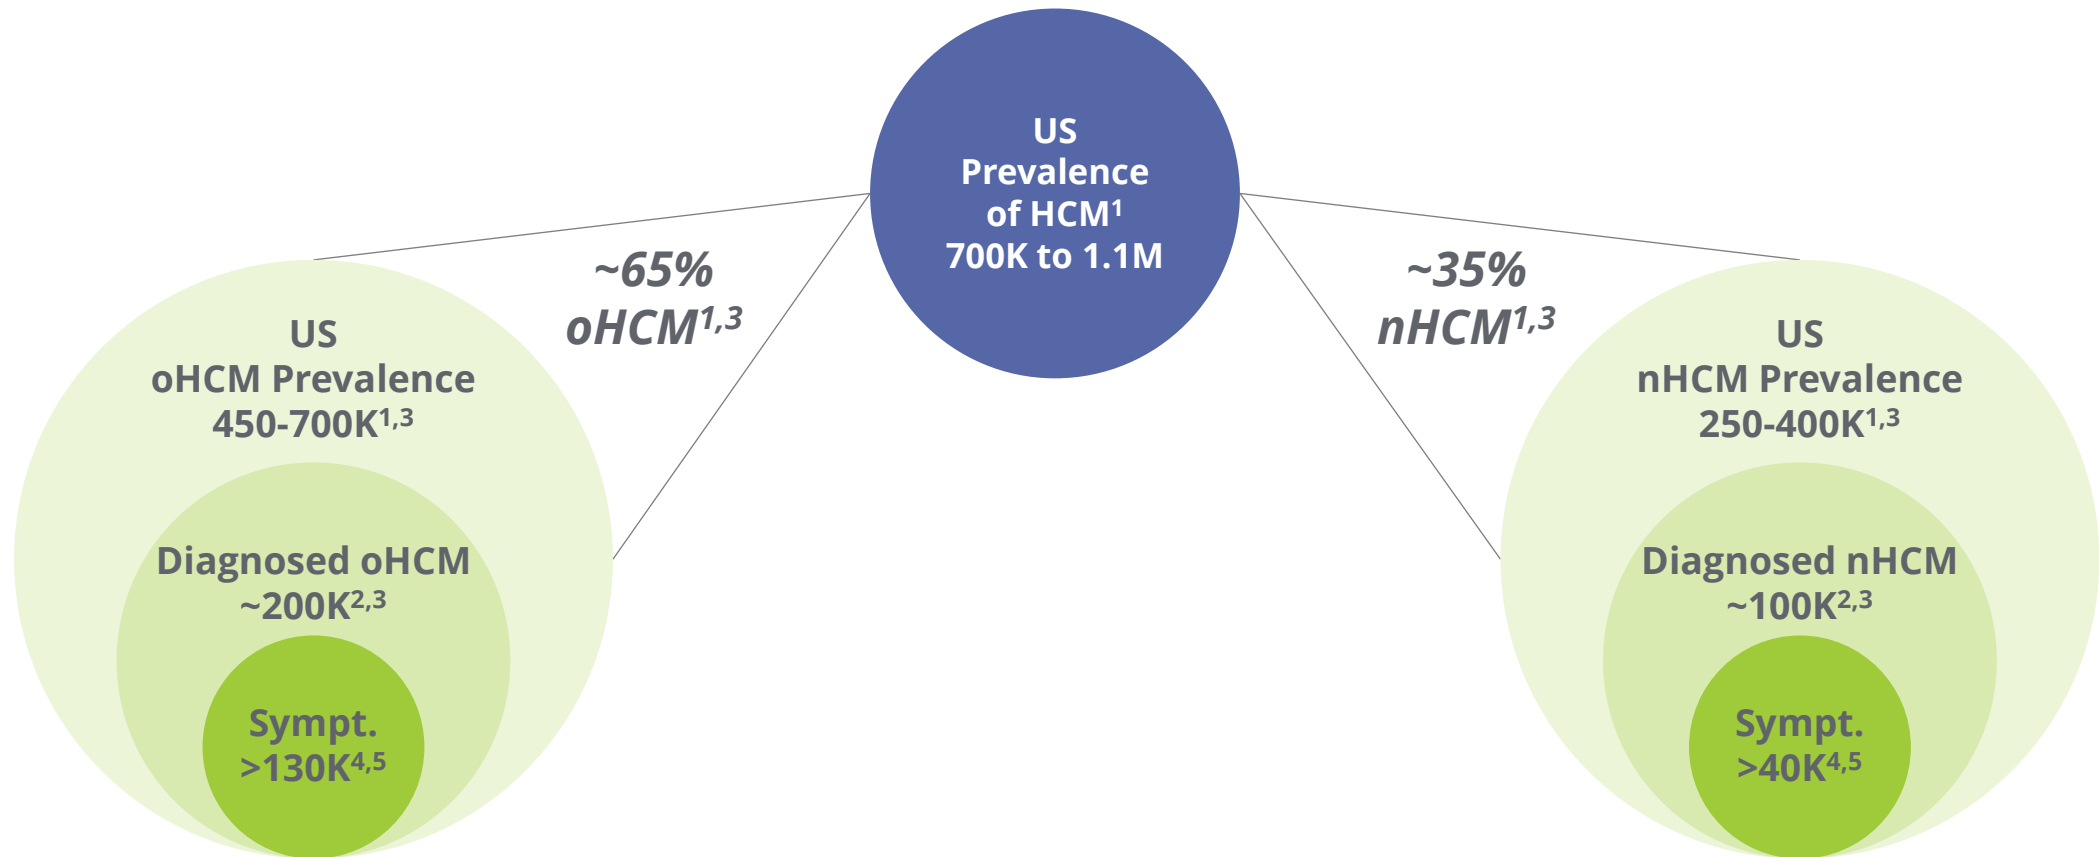 US
Prevalence
of HCM¹
700K to 1.1M
~65%
oHCM¹,³
~35%
nHCM¹,³
US
oHCM Prevalence
450-700K¹,³
Diagnosed oHCM
~200K²,³
Sympt.
>130K⁴,⁵
US
nHCM Prevalence
250-400K¹,³
Diagnosed nHCM
~100K²,³
Sympt.
>40K⁴,⁵